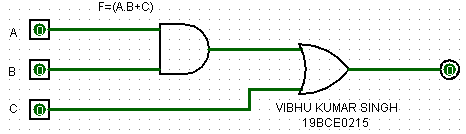 F=(A.B+C)
A
B
C
VIBHU KUMAR SINGH
19BCE0215